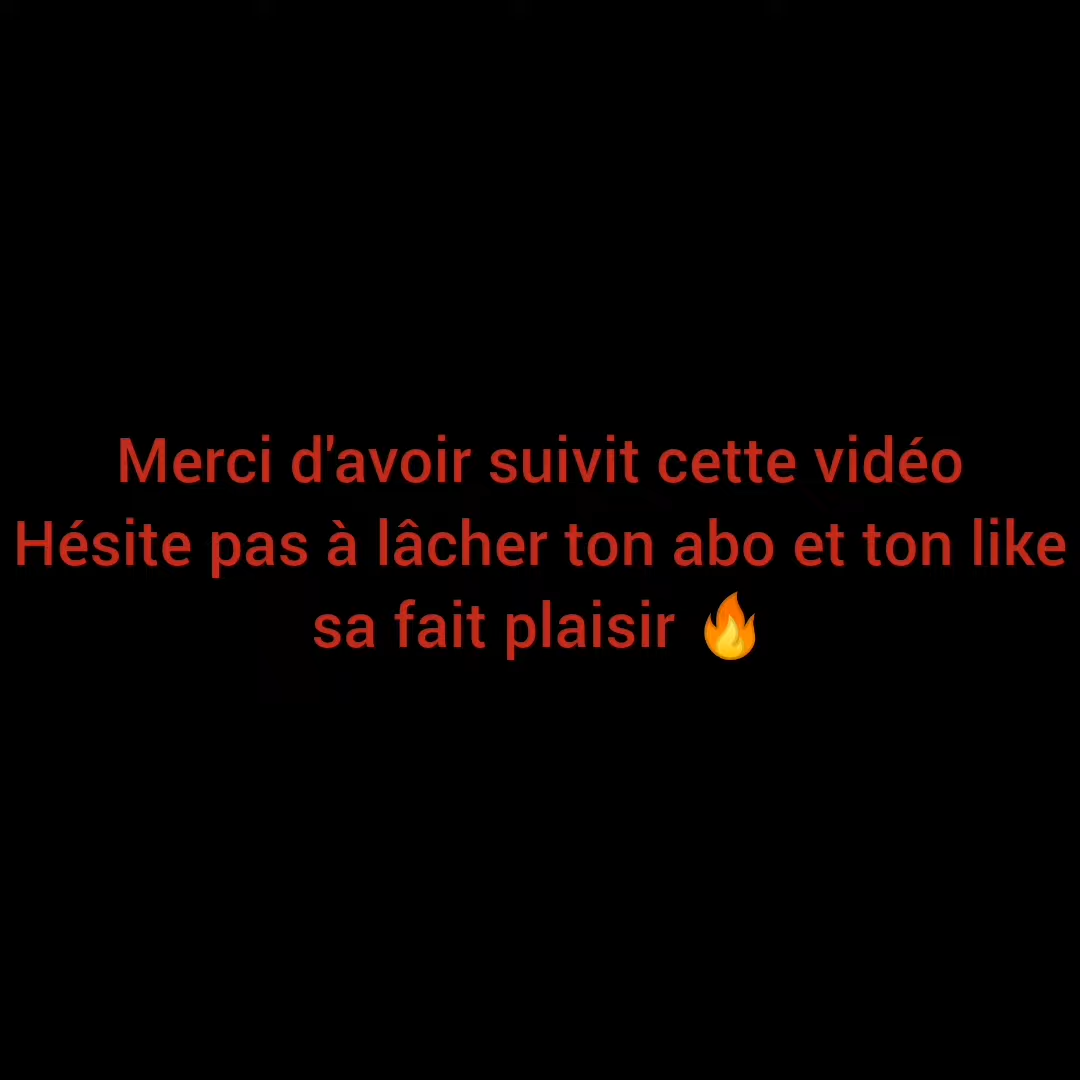 Merci d'avoir suivit cette vidéo
Hésite pas à lâcher ton abo et ton like
sa fait plaisir 🔥